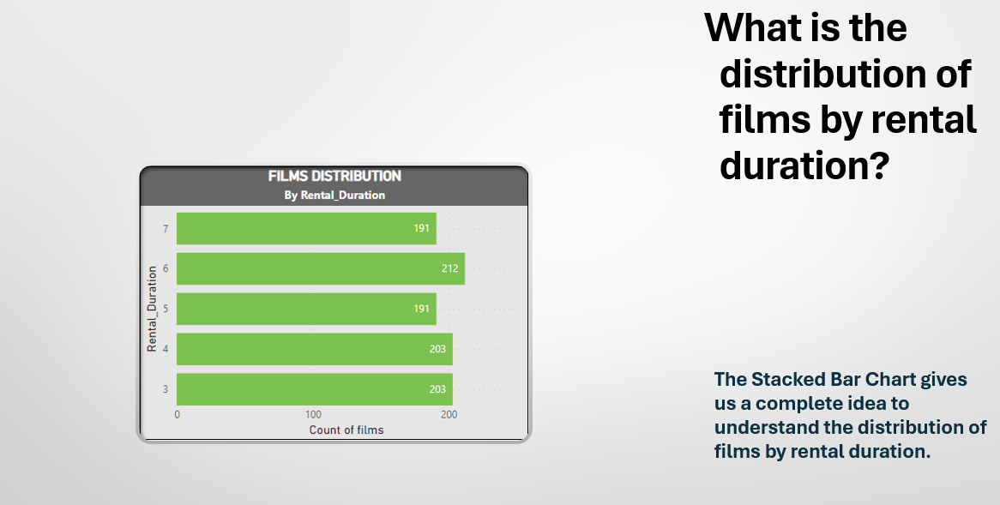 What is the
distribution of
films by rental
duration?
FILMS DISTRIBUTION
By Rental_Duration
Rental_Duration
7
191
6
212
5
191
4
203
3
203
0 100 200
Count of films
The Stacked Bar Chart gives
us a complete idea to
understand the distribution of
films by rental duration.